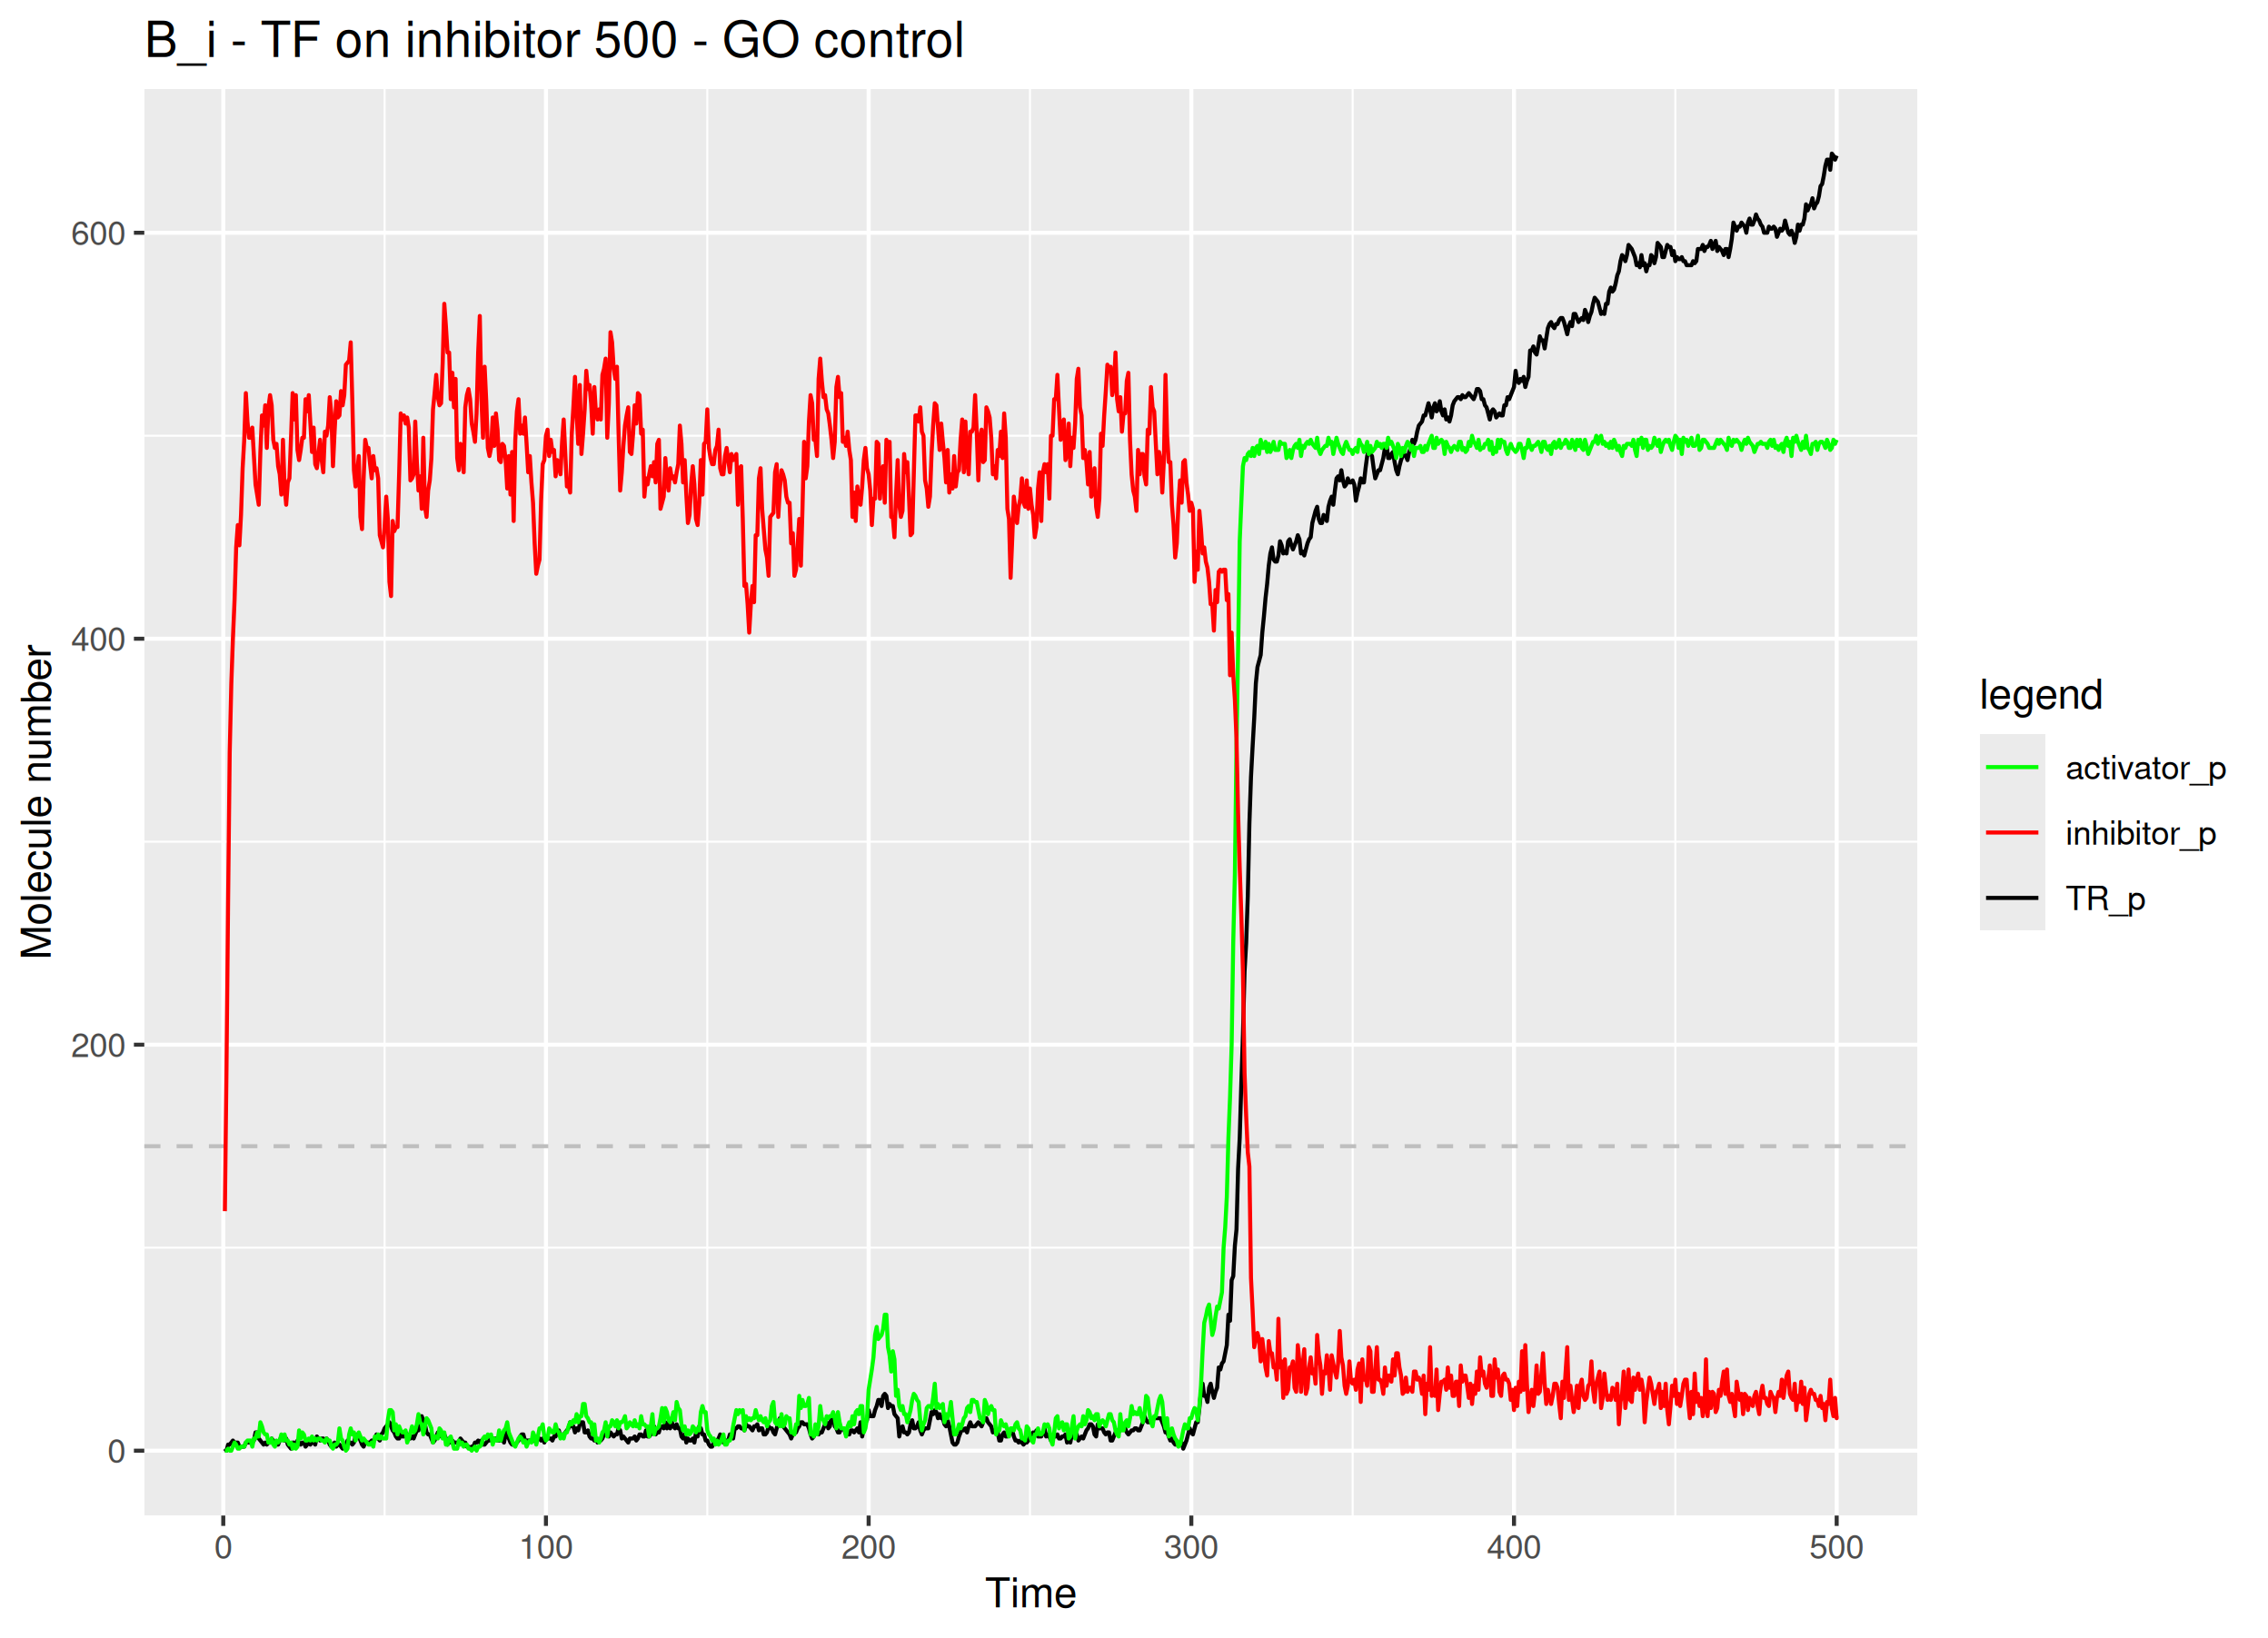 B_i - TF on inhibitor 500 - GO control
Molecule number
600
400
200
0
0 100 200 300 400 500
Time
legend
activator_p
inhibitor_p
TR_p